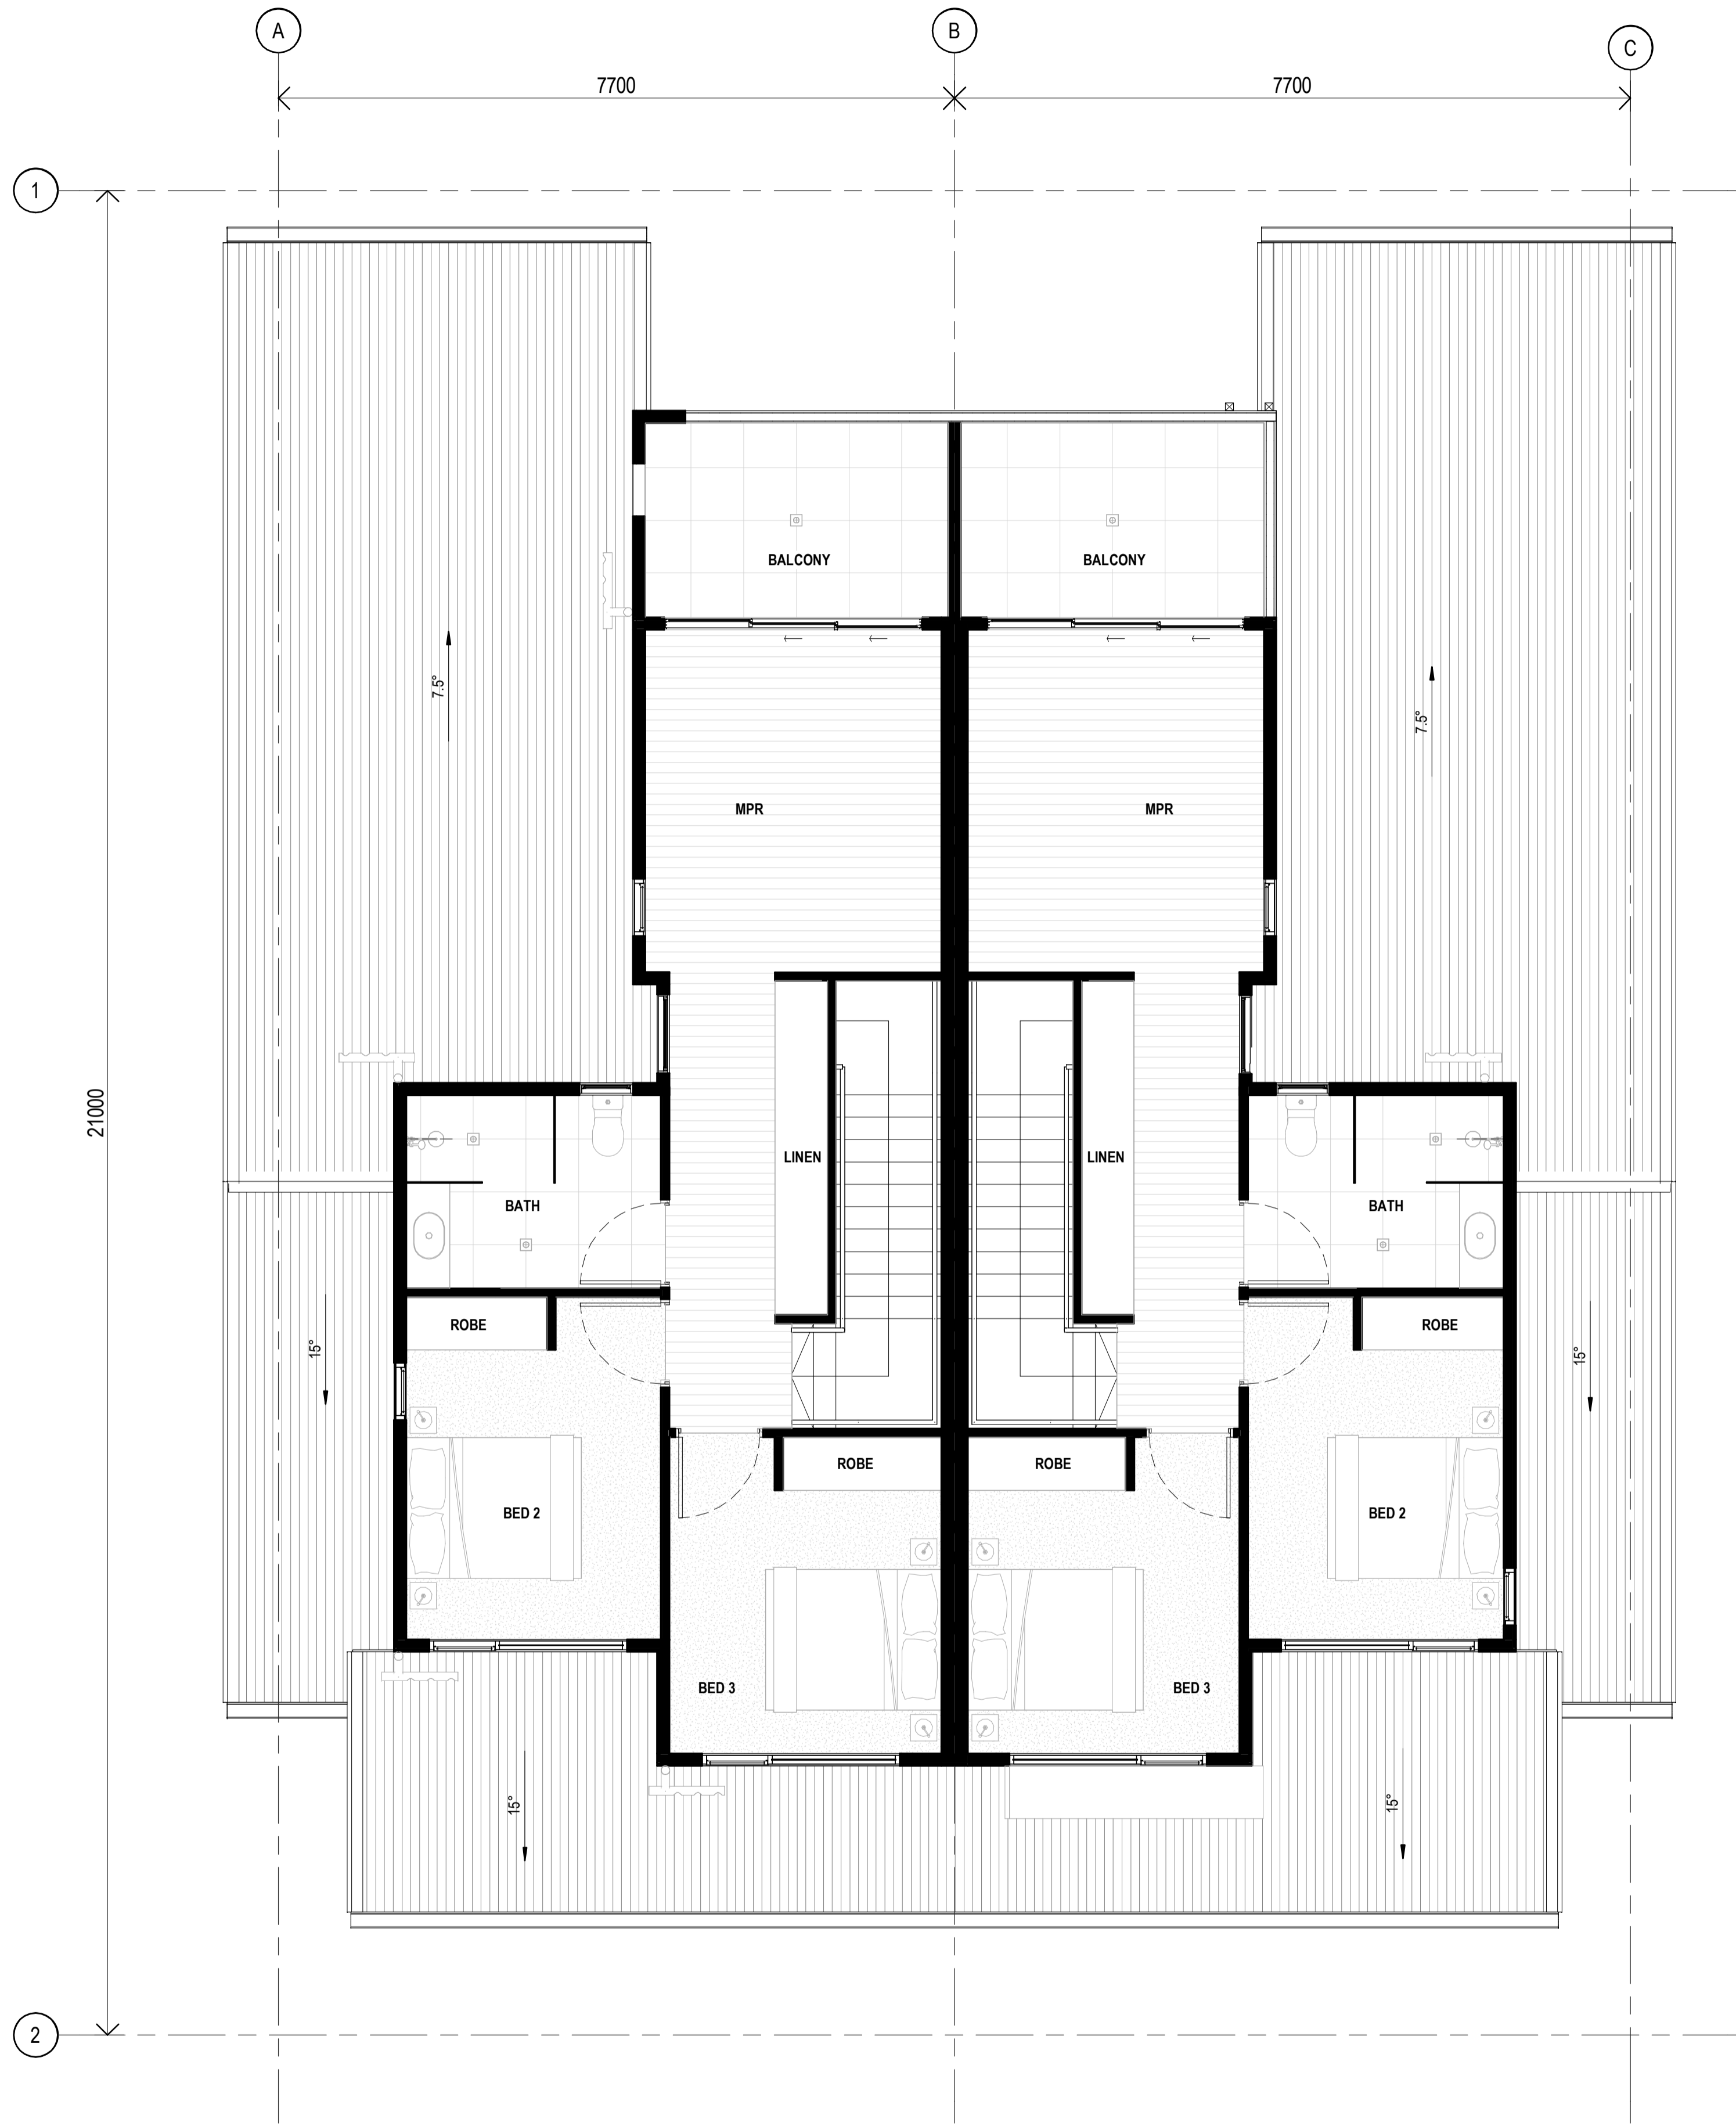 A
B
C
7700
7700
1
BALCONY
BALCONY
7.5°
7.5°
MPR
MPR
21000
LINEN
LINEN
BATH
BATH
ROBE
ROBE
15°
15°
ROBE
ROBE
BED 2
BED 2
BED 3
BED 3
15°
15°
2